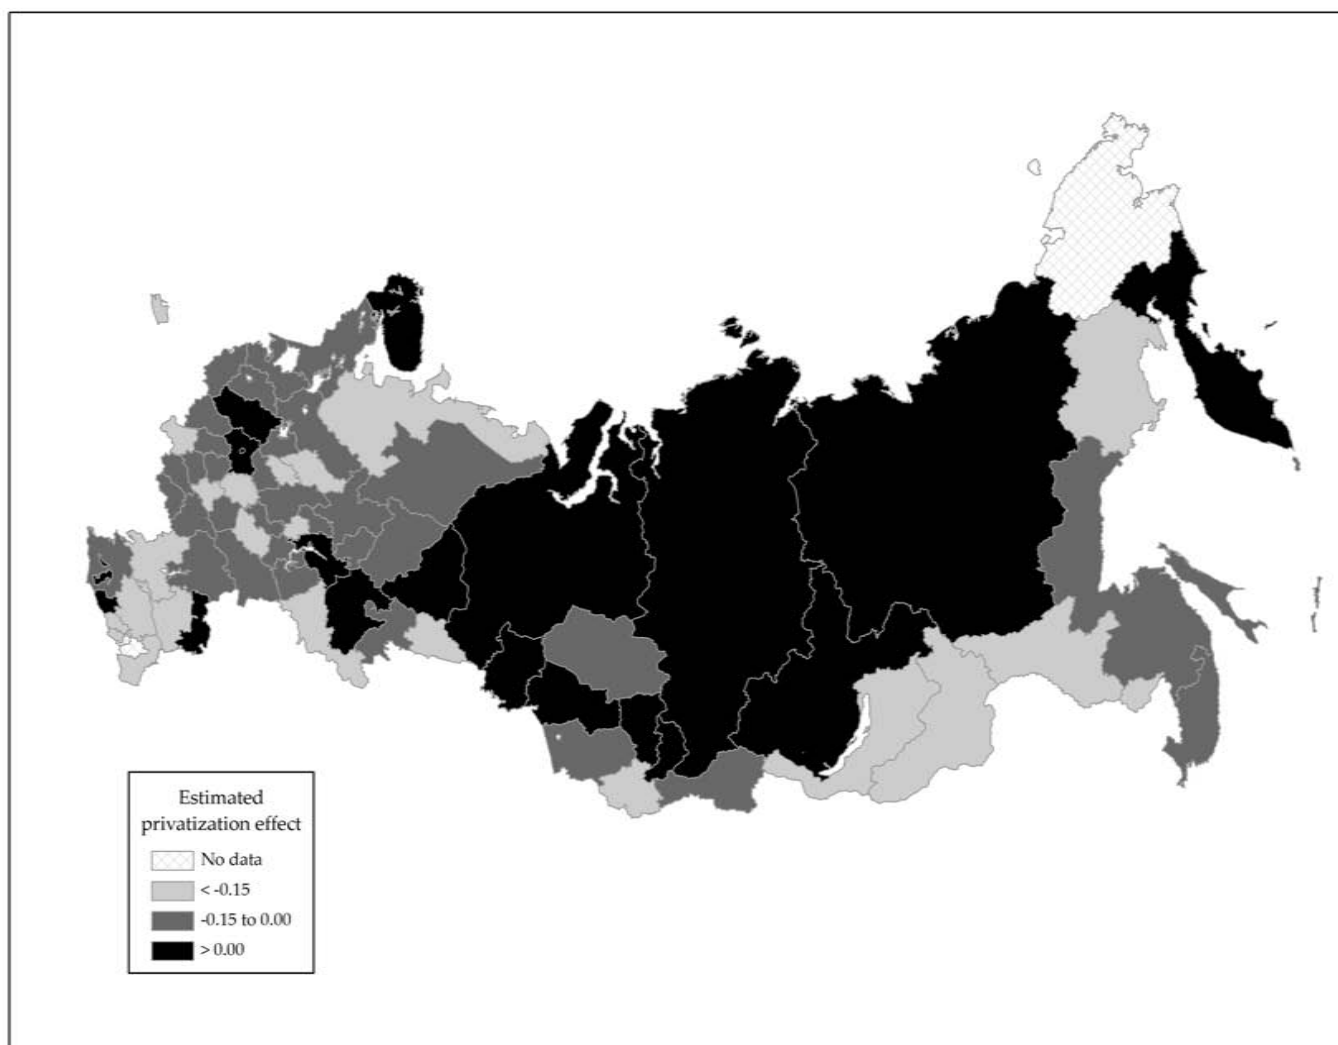 Estimated
privatization effect
No data
< -0.15
-0.15 to 0.00
> 0.00